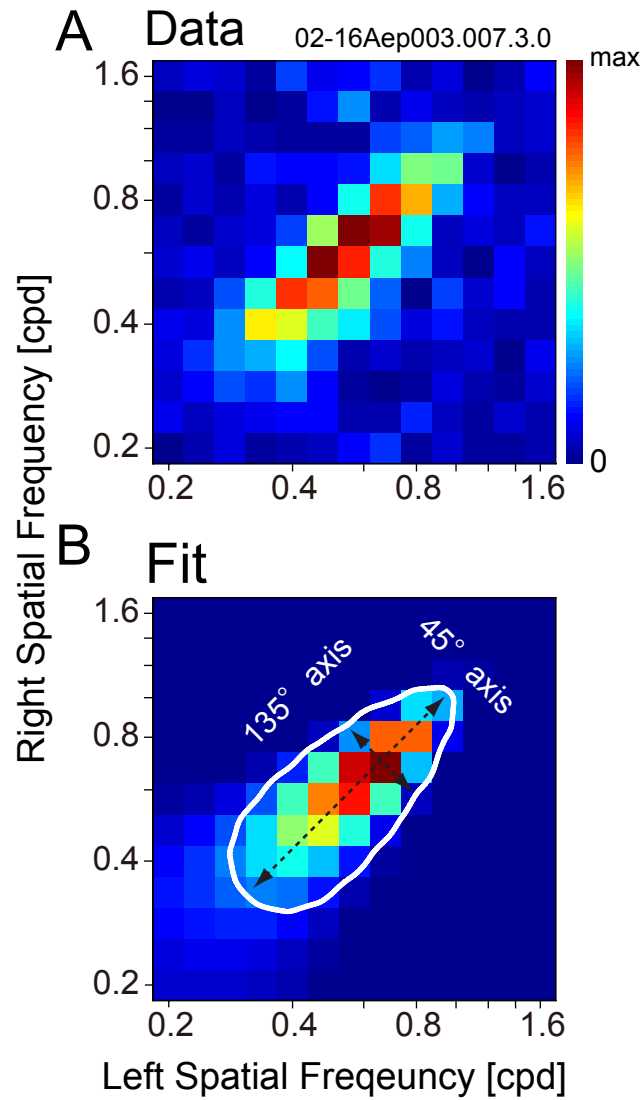 A Data 02-16Aep003.007.3.0
max
1.6
0.8
0.4
0.2
0
0.2 0.4 0.8 1.6
Right Spatial Frequency [cpd]
B Fit
1.6
0.8
0.4
0.2
135° axis
45° axis
0.2 0.4 0.8 1.6
Left Spatial Freqeuncy [cpd]